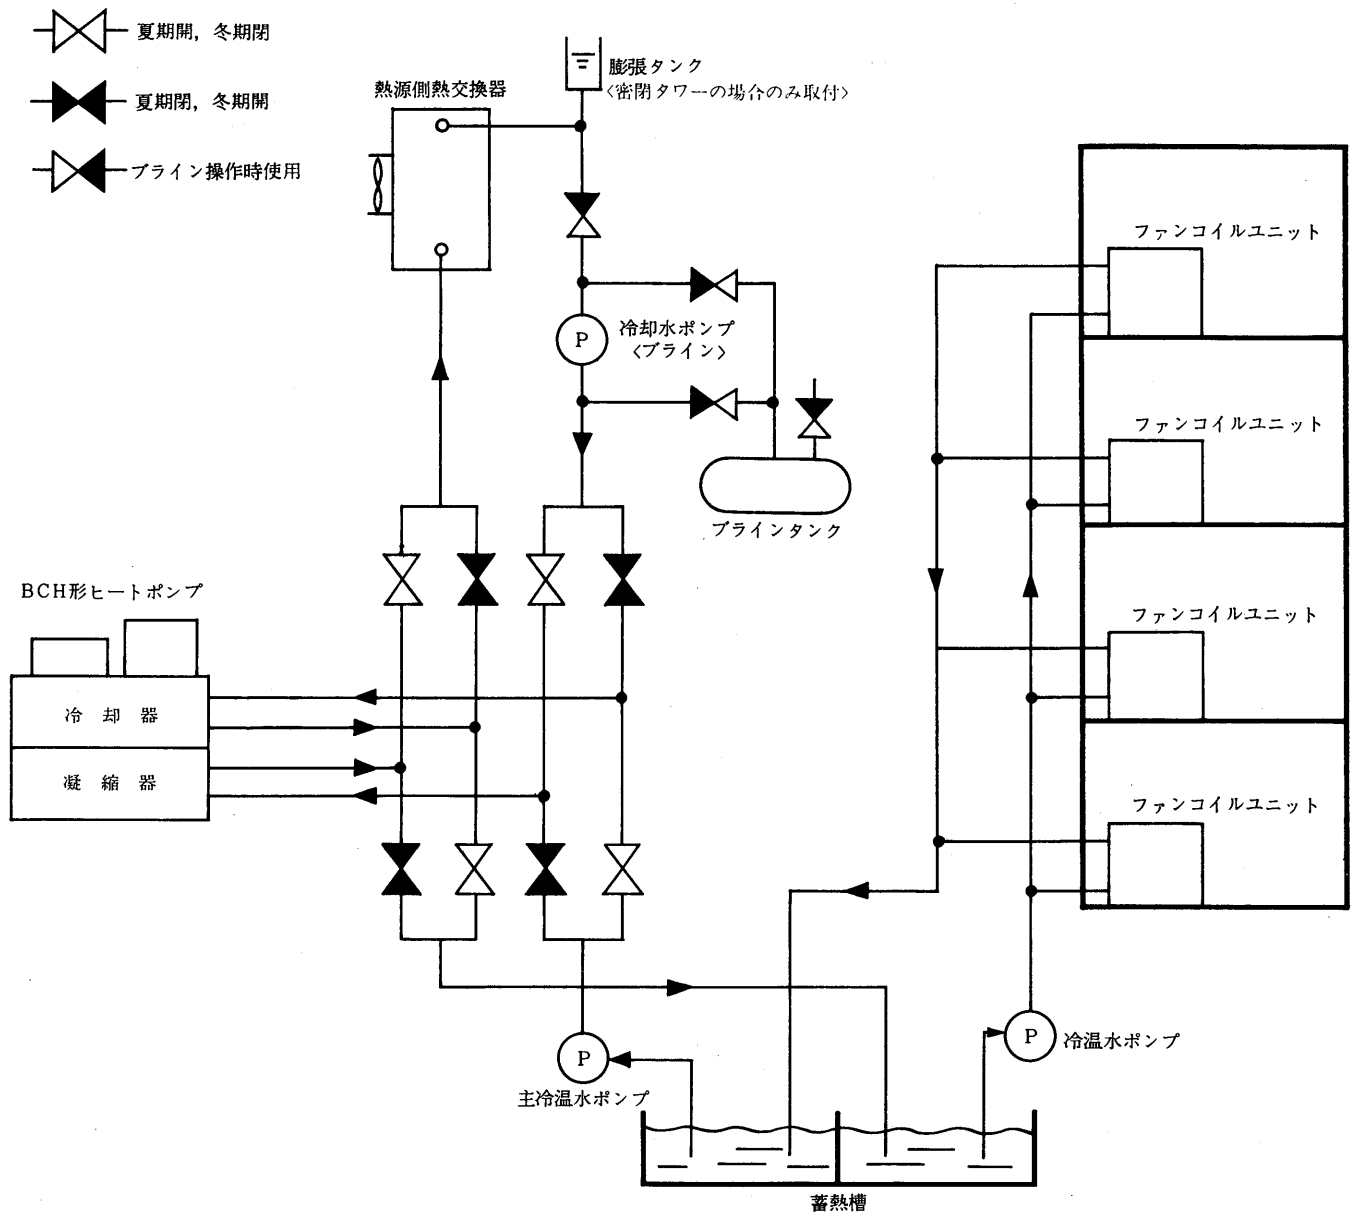 夏期開，冬期閉
夏期閉，冬期開
ブライン操作時使用
熱源側熱交換器
膨張タンク
〈密閉タワーの場合のみ取付〉
P
冷却水ポンプ
〈ブライン〉
ブラインタンク
BCH形ヒートポンプ
冷却器
凝縮器
ファンコイルユニット
ファンコイルユニット
ファンコイルユニット
ファンコイルユニット
P
主冷温水ポンプ
P
冷温水ポンプ
蓄熱槽